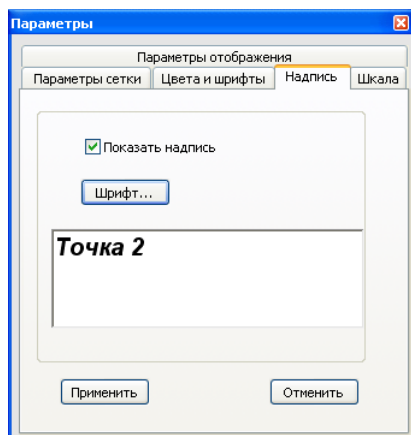 Параметры
Параметры отображения
Параметры сетки Цвета и шрифты Надпись Шкала
Показать надпись
Шрифт...
Точка 2
Применить Отменить